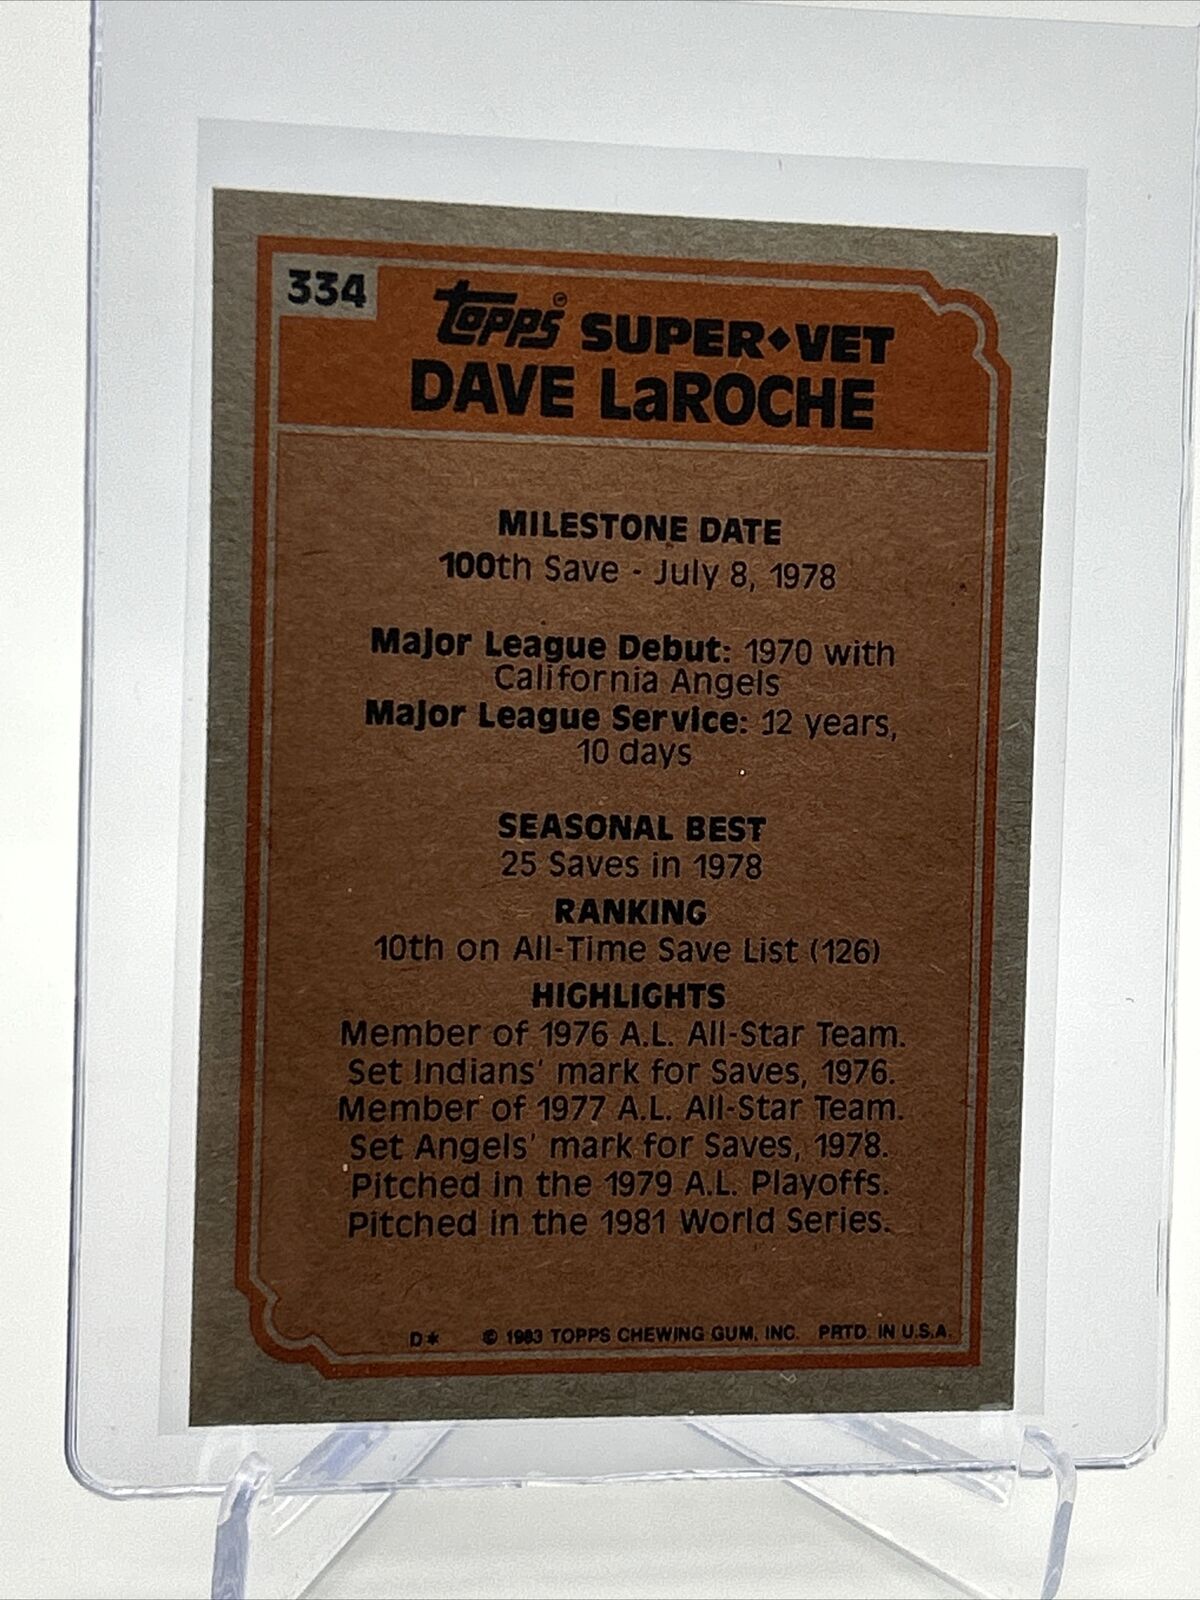 334
Topps® SUPER♦VET
DAVE LaROCHE
MILESTONE DATE
100th Save - July 8, 1978
Major League Debut: 1970 with
California Angels
Major League Service: 12 years,
10 days
SEASONAL BEST
25 Saves in 1978
RANKING
10th on All-Time Save List (126)
HIGHLIGHTS
Member of 1976 A.L. All-Star Team.
Set Indians' mark for Saves, 1976.
Member of 1977 A.L. All-Star Team.
Set Angels' mark for Saves, 1978.
Pitched in the 1979 A.L. Playoffs.
Pitched in the 1981 World Series.
D* © 1983 TOPPS CHEWING GUM, INC. PRTD. IN U.S.A.